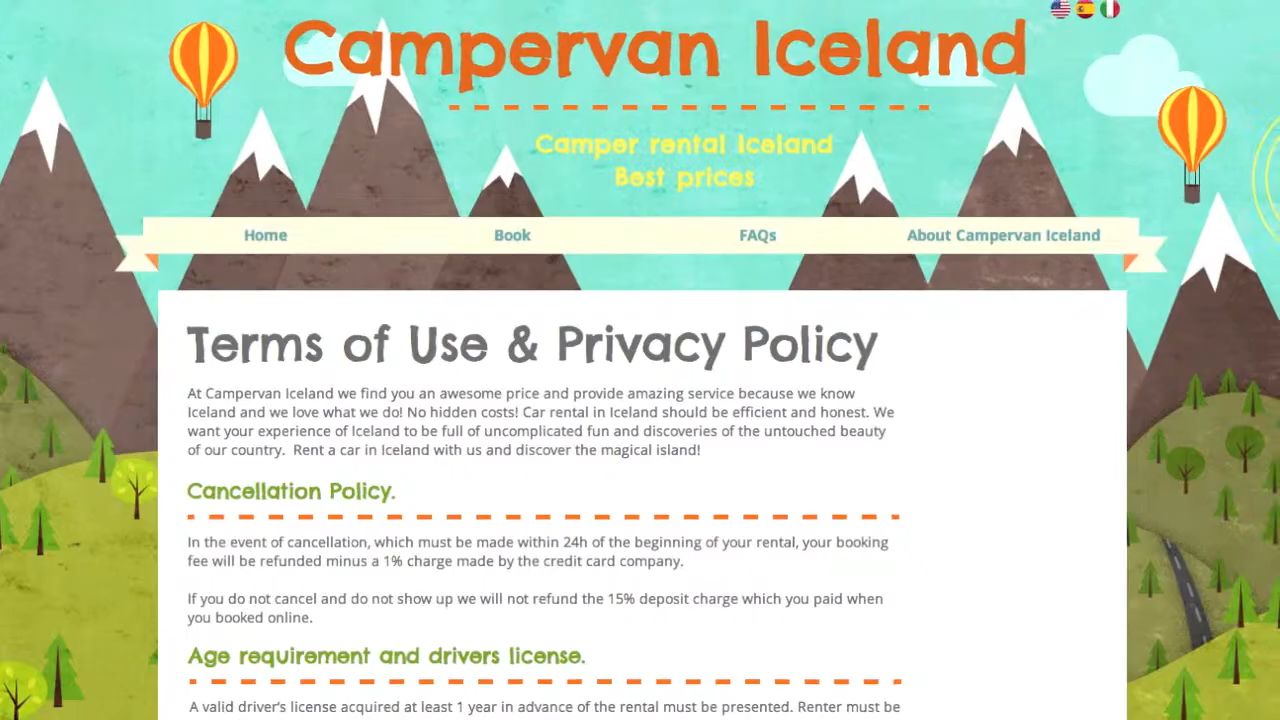 Campervan Iceland
Camper rental Iceland
Best prices
Home Book FAQs About Campervan Iceland
Terms of Use & Privacy Policy
At Campervan Iceland we find you an awesome price and provide amazing service because we know
Iceland and we love what we do! No hidden costs! Car rental in Iceland should be efficient and honest. We
want your experience of Iceland to be full of uncomplicated fun and discoveries of the untouched beauty
of our country.  Rent a car in Iceland with us and discover the magical island!
Cancellation Policy.
In the event of cancellation, which must be made within 24h of the beginning of your rental, your booking
fee will be refunded minus a 1% charge made by the credit card company.
If you do not cancel and do not show up we will not refund the 15% deposit charge which you paid when
you booked online.
Age requirement and drivers license.
A valid driver's license acquired at least 1 year in advance of the rental must be presented. Renter must be